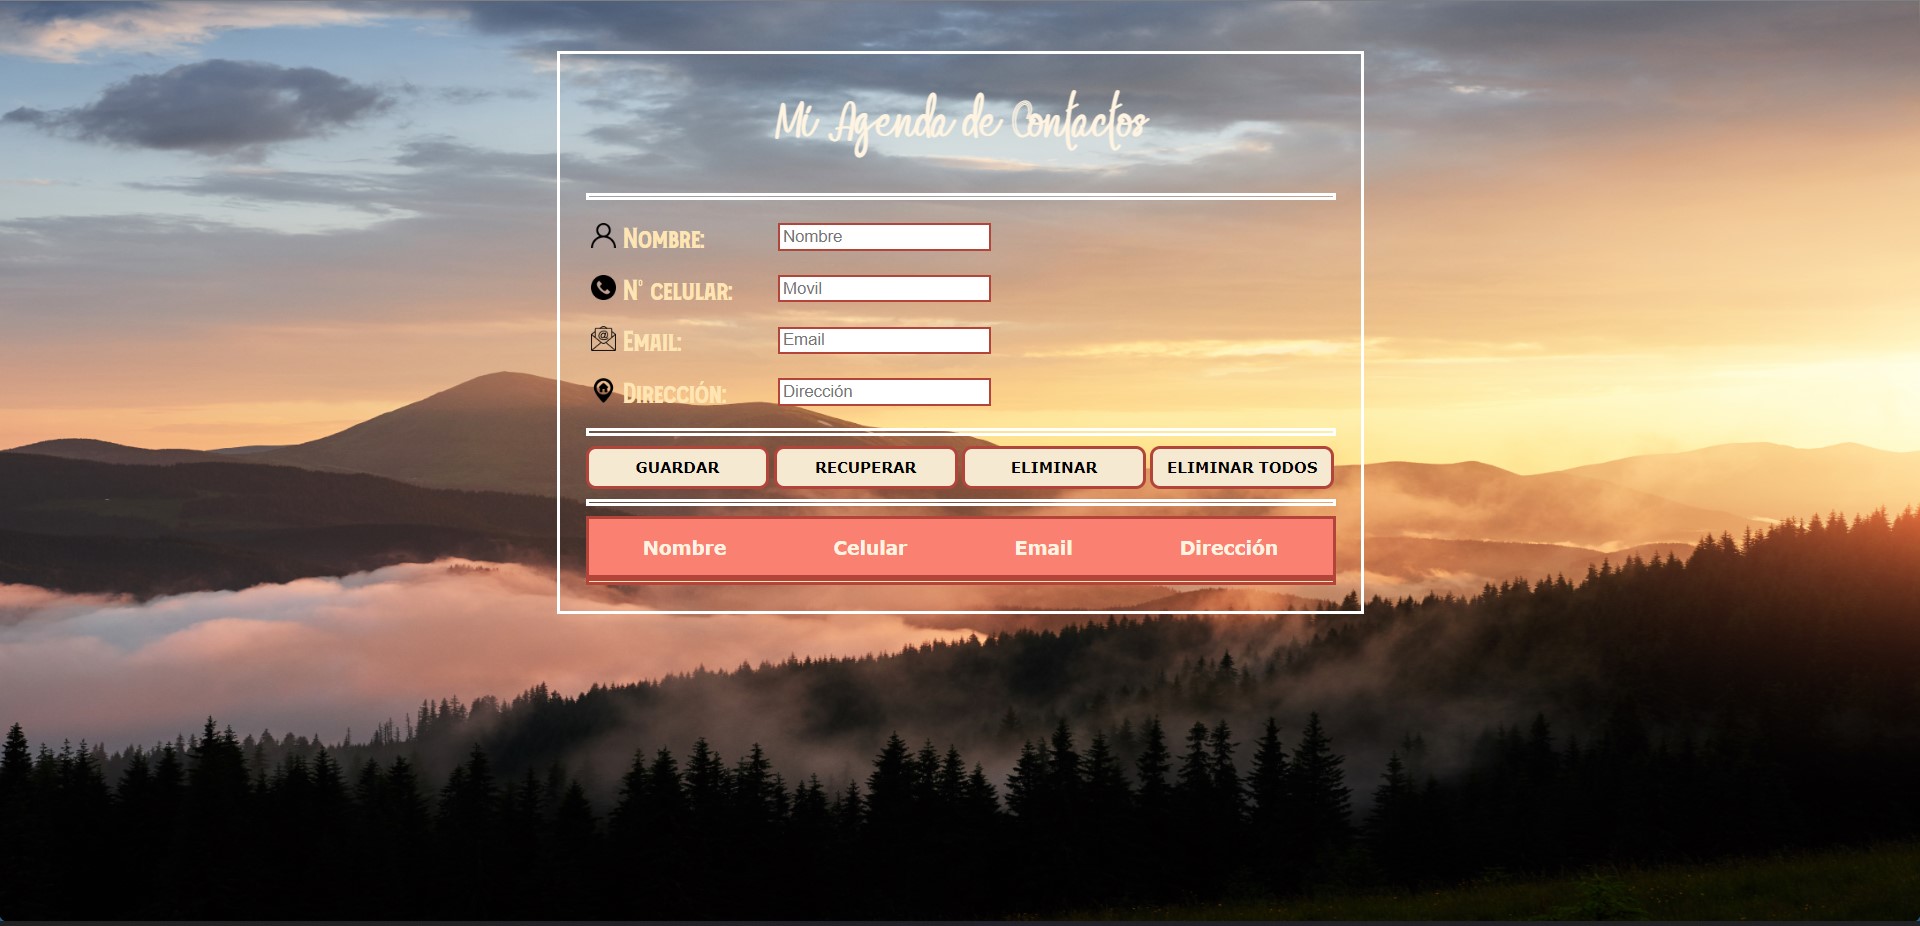 Mi Agenda de Contactos
Nombre: Nombre
N° celular: Movil
Email: Email
Dirección: Dirección
GUARDAR RECUPERAR ELIMINAR ELIMINAR TODOS
Nombre Celular Email Dirección